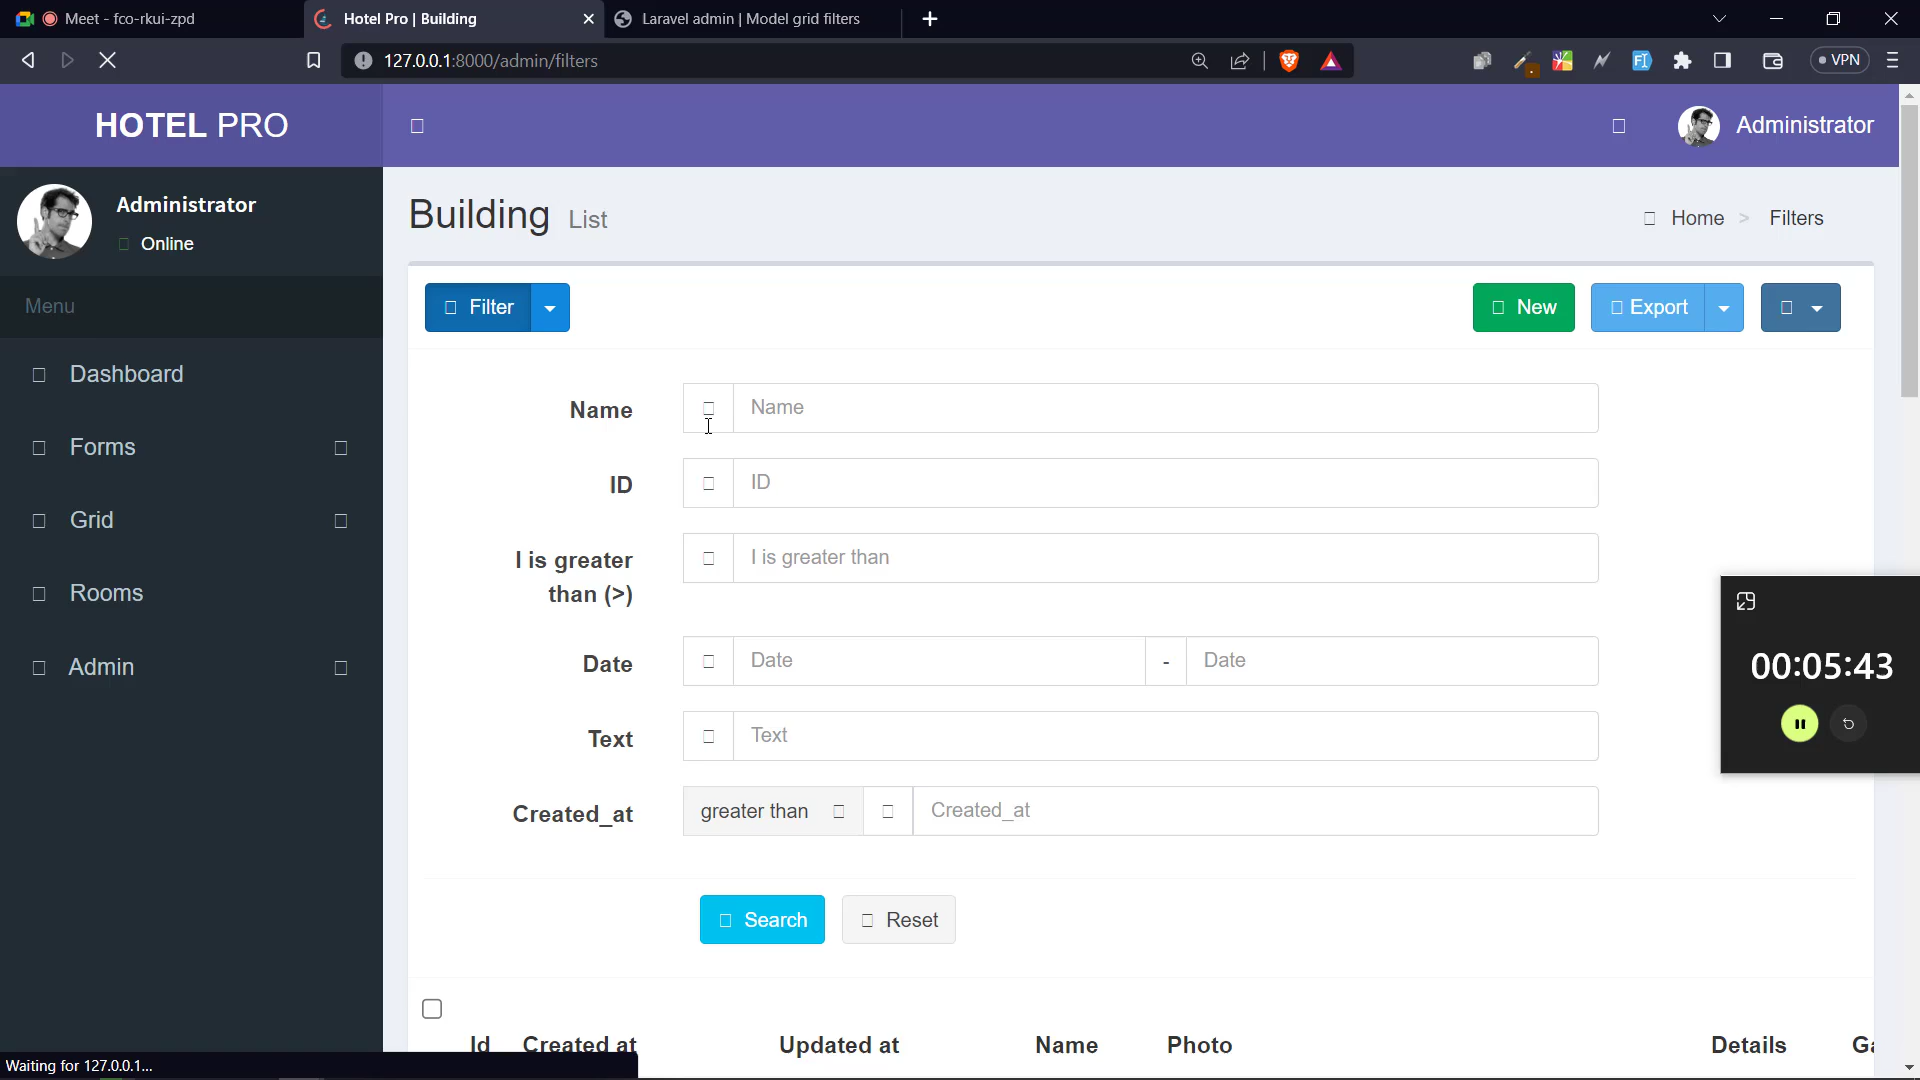 Meet - fco-rkui-zpd
Hotel Pro | Building
Laravel admin | Model grid filters
127.0.0.1:8000/admin/filters
VPN
HOTEL PRO
Administrator
Administrator
Online
Building List
Home > Filters
Menu
Filter
New
Export
Dashboard
Forms
Grid
Rooms
Admin
Name
Name
ID
ID
I is greater
than (>)
I is greater than
Date
Date
-
Date
Text
Text
Created_at
greater than
Created_at
00:05:43
Search
Reset
Id
Created at
Updated at
Name
Photo
Details
Waiting for 127.0.0.1...